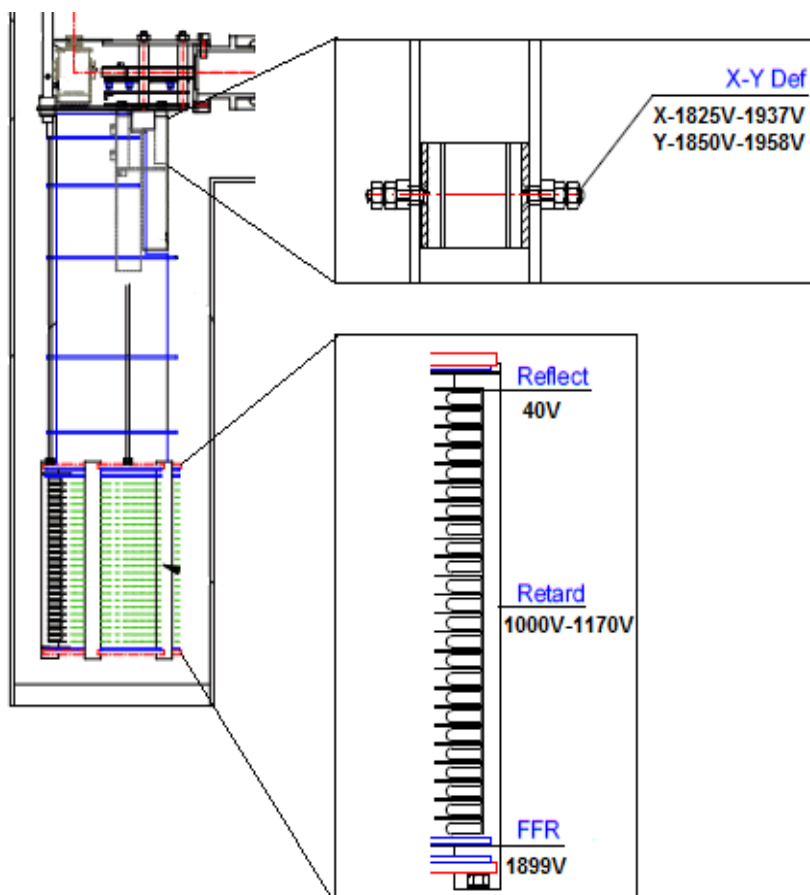 X-Y Def
X-1825V-1937V
Y-1850V-1958V
Reflect
40V
Retard
1000V-1170V
FFR
1899V